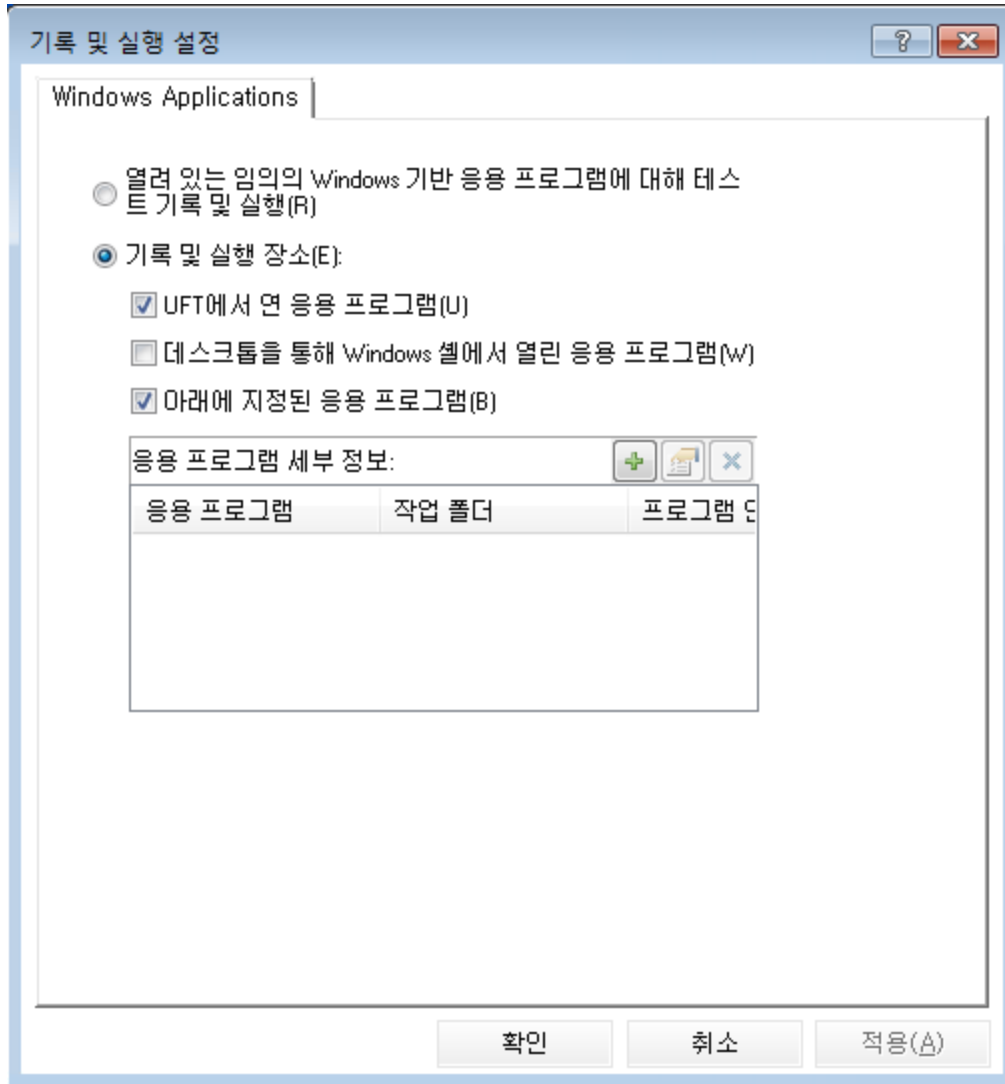 기록 및 실행 설정
Windows Applications
열려 있는 임의의 Windows 기반 응용 프로그램에 대해 테스
트 기록 및 실행(R)
기록 및 실행 장소(E):
UFT에서 연 응용 프로그램(U)
데스크톱을 통해 Windows 셸에서 열린 응용 프로그램(W)
아래에 지정된 응용 프로그램(B)
응용 프로그램 세부 정보:
응용 프로그램 작업 폴더 프로그램
확인 취소 적용(A)